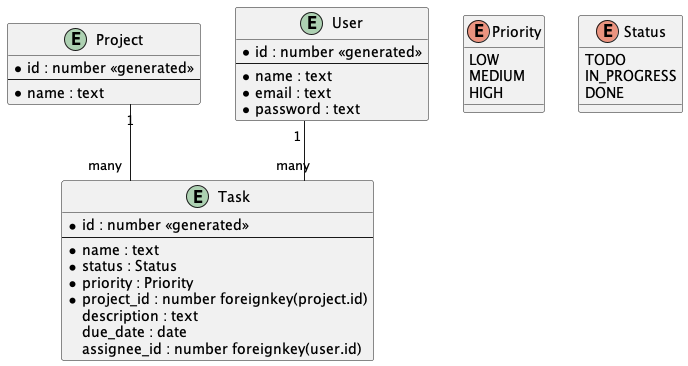 E Project
* id : number «generated»
* name : text
E User
* id : number «generated»
* name : text
* email : text
* password : text
E Priority
LOW
MEDIUM
HIGH
E Status
TODO
IN_PROGRESS
DONE
1
many
1
many
E Task
* id : number «generated»
* name : text
* status : Status
* priority : Priority
* project_id : number foreignkey(project.id)
description : text
due_date : date
assignee_id : number foreignkey(user.id)